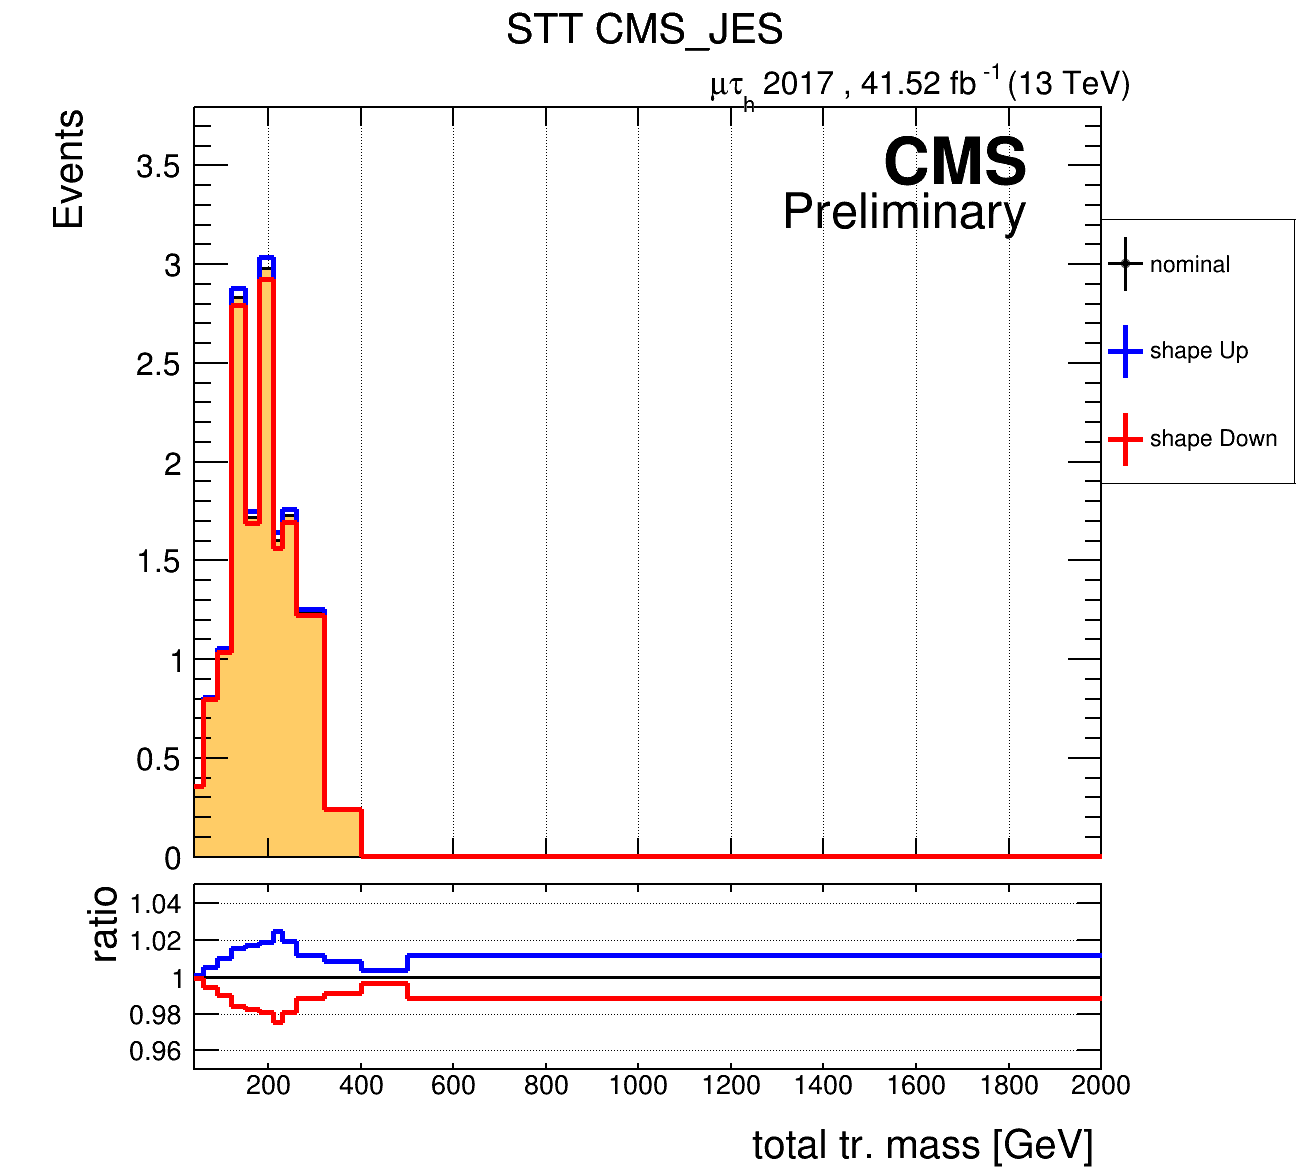 STT CMS_JES
μτh 2017 , 41.52 fb-1 (13 TeV)
Events
CMS
Preliminary
3.5
3
2.5
2
1.5
1
0.5
0
nominal
shape Up
shape Down
ratio
1.04
1.02
1
0.98
0.96
200 400 600 800 1000 1200 1400 1600 1800 2000
total tr. mass [GeV]